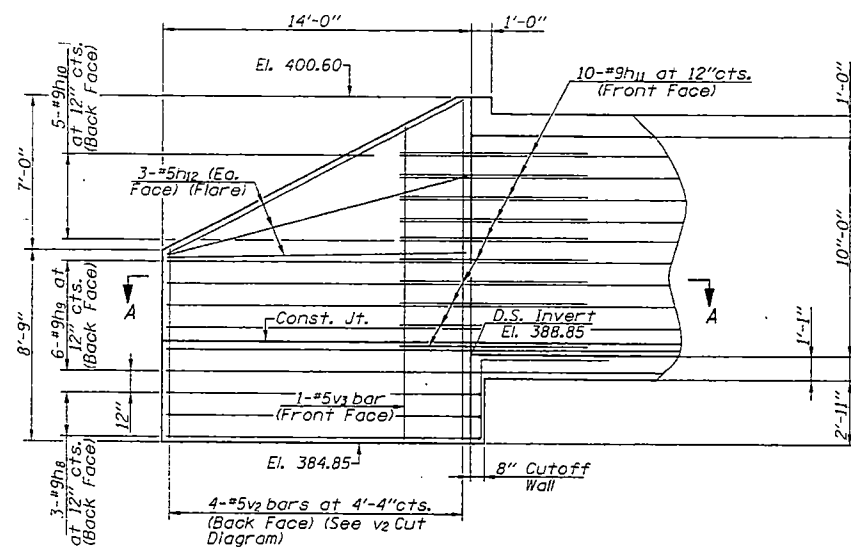 14'-0"
1'-0"
El. 400.60
10-#9h11 at 12"cts.
(Front Face)
5-#9h10
at 12" cts.
(Back Face)
7'-0"
3-#5h12 (Ea.
Face) (Flare)
1'-0"
10'-0"
8'-9"
6-#9h9 at
12" cts.
(Back Face)
A
A
Const. Jt.
D.S. Invert
El. 388.85
1'-1"
12"
1-#5v3 bar
(Front Face)
2'-11"
3-#9h8
at 12" cts.
(Back Face)
El. 384.85
8" Cutoff
Wall
4-#5v2 bars at 4'-4"cts.
(Back Face) (See v2 Cut
Diagram)